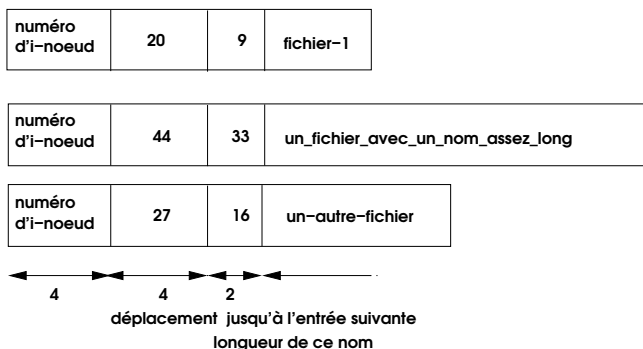 numéro
d'i–noeud 20 9 fichier–1
numéro
d'i–noeud 44 33 un_fichier_avec_un_nom_assez_long
numéro
d'i–noeud 27 16 un–autre–fichier
4 4 2
déplacement jusqu'à l'entrée suivante
longueur de ce nom